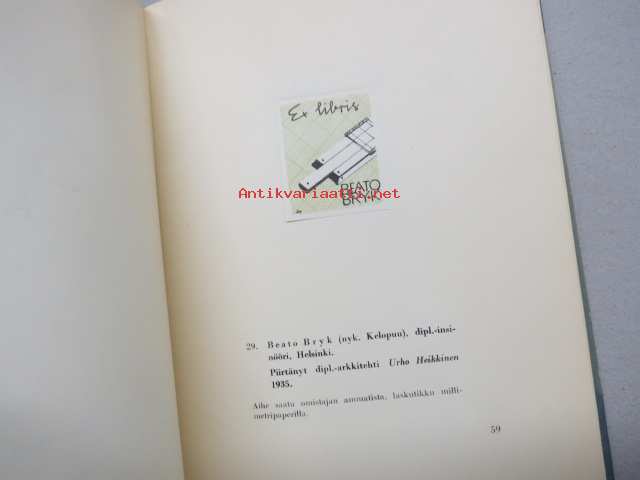 Ex libris
Antikvariaatti.net
BEATO
BRYK
29. Beato Bryk (nyk. Kelopuu), dipl.-insi-
nööri, Helsinki.
Piirtänyt dipl.-arkkitehti Urho Heikkinen
1935.
Aihe saatu omistajan ammatista, laskutikku milli-
metripaperilla.
59